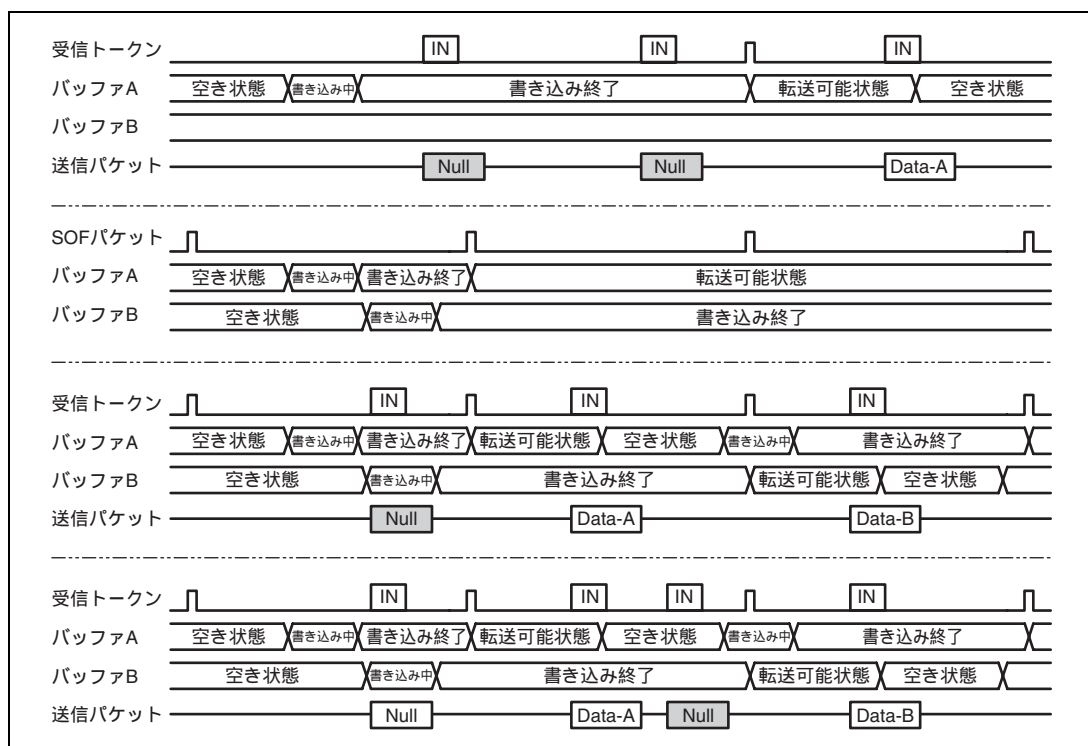 受信トークン IN IN IN
バッファA 空き状態 書き込み中 書き込み終了 転送可能状態 空き状態
バッファB
送信パケット Null Null Data-A
SOFパケット
バッファA 空き状態 書き込み中 書き込み終了 転送可能状態
バッファB 空き状態 書き込み中 書き込み終了
受信トークン IN IN IN
バッファA 空き状態 書き込み中 書き込み終了 転送可能状態 空き状態 書き込み中 書き込み終了
バッファB 空き状態 書き込み中 書き込み終了 転送可能状態 空き状態
送信パケット Null Data-A Data-B
受信トークン IN IN IN IN
バッファA 空き状態 書き込み中 書き込み終了 転送可能状態 空き状態 書き込み中 書き込み終了
バッファB 空き状態 書き込み中 書き込み終了 転送可能状態 空き状態
送信パケット Null Data-A Null Data-B